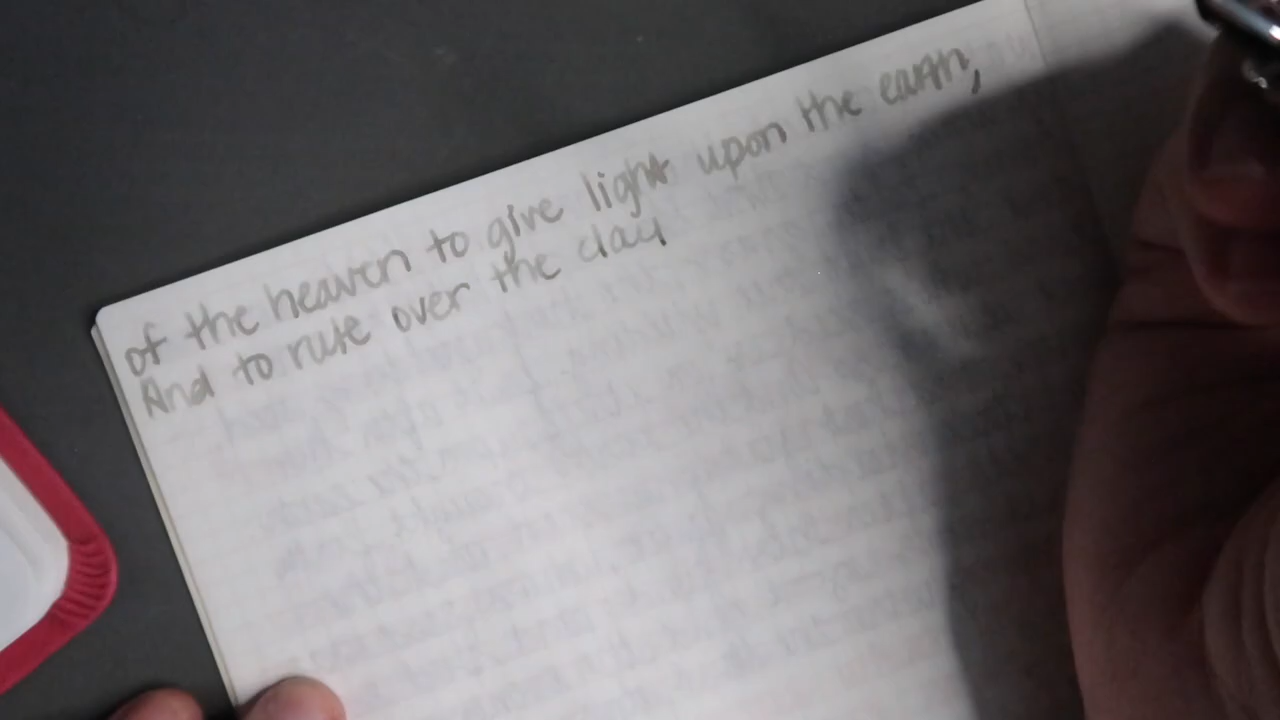 of the heaven to give light upon the earth,
And to rule over the day